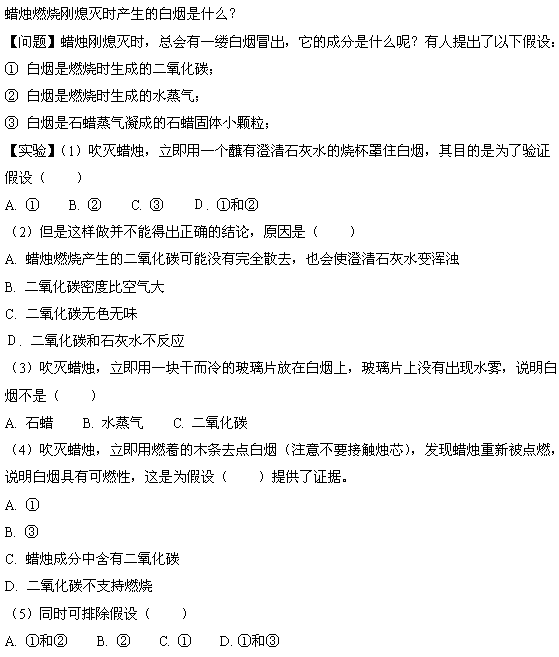 蜡烛燃烧刚熄灭时产生的白烟是什么？
【问题】蜡烛刚熄灭时，总会有一缕白烟冒出，它的成分是什么呢？有人提出了以下假设：
① 白烟是燃烧时生成的二氧化碳；
② 白烟是燃烧时生成的水蒸气；
③ 白烟是石蜡蒸气凝成的石蜡固体小颗粒；
【实验】（1）吹灭蜡烛，立即用一个蘸有澄清石灰水的烧杯罩住白烟，其目的是为了验证
假设（　　）
A. ①　　B. ②　　C. ③　　D. ①和②
（2）但是这样做并不能得出正确的结论，原因是（　　）
A. 蜡烛燃烧产生的二氧化碳可能没有完全散去，也会使澄清石灰水变浑浊
B. 二氧化碳密度比空气大
C. 二氧化碳无色无味
D. 二氧化碳和石灰水不反应
（3）吹灭蜡烛，立即用一块干而冷的玻璃片放在白烟上，玻璃片上没有出现水雾，说明白
烟不是（　　）
A. 石蜡　　B. 水蒸气　　C. 二氧化碳
（4）吹灭蜡烛，立即用燃着的木条去点白烟（注意不要接触烛芯），发现蜡烛重新被点燃，
说明白烟具有可燃性，这是为假设（　　）提供了证据。
A. ①
B. ③
C. 蜡烛成分中含有二氧化碳
D. 二氧化碳不支持燃烧
（5）同时可排除假设（　　）
A. ①和②　　B. ②　　C. ①　　D. ①和③